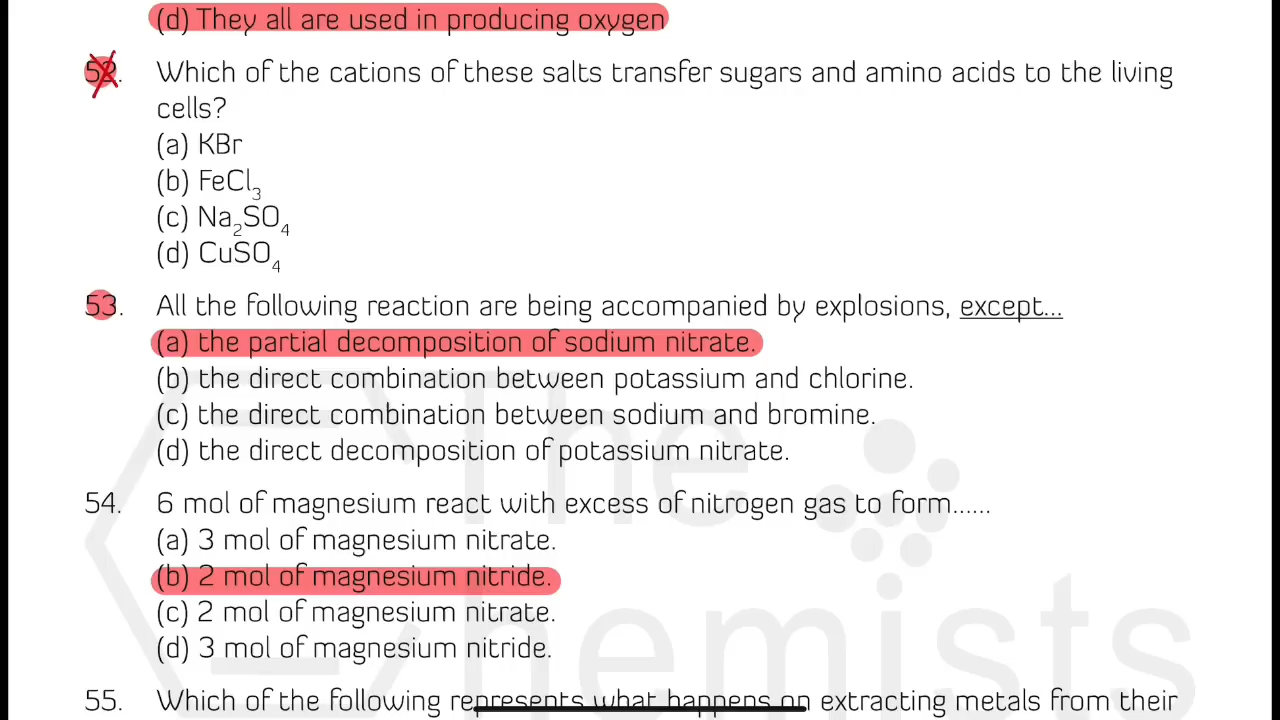 (d) They all are used in producing oxygen
52. Which of the cations of these salts transfer sugars and amino acids to the living
cells?
(a) KBr
(b) FeCl3
(c) Na2SO4
(d) CuSO4
53. All the following reaction are being accompanied by explosions, except...
(a) the partial decomposition of sodium nitrate.
(b) the direct combination between potassium and chlorine.
(c) the direct combination between sodium and bromine.
(d) the direct decomposition of potassium nitrate.
54. 6 mol of magnesium react with excess of nitrogen gas to form......
(a) 3 mol of magnesium nitrate.
(b) 2 mol of magnesium nitride.
(c) 2 mol of magnesium nitrate.
(d) 3 mol of magnesium nitride.
55. Which of the following represents what happens on extracting metals from their
The
Chemists